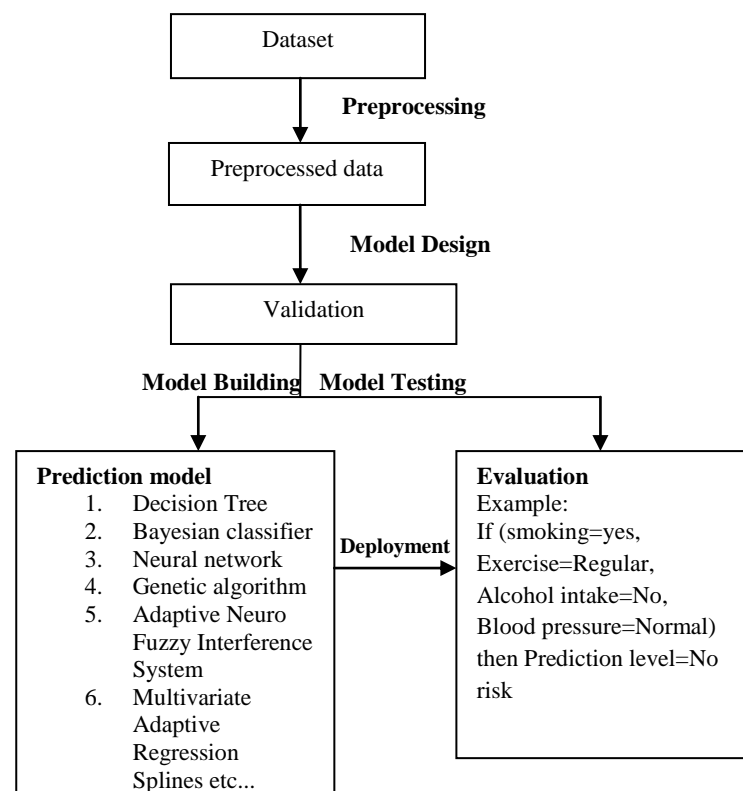 Dataset
Preprocessing
Preprocessed data
Model Design
Validation
Model Building Model Testing
Prediction model
1. Decision Tree
2. Bayesian classifier
3. Neural network
4. Genetic algorithm
5. Adaptive Neuro
Fuzzy Interference
System
6. Multivariate
Adaptive
Regression
Splines etc...
Deployment
Evaluation
Example:
If (smoking=yes,
Exercise=Regular,
Alcohol intake=No,
Blood pressure=Normal)
then Prediction level=No
risk